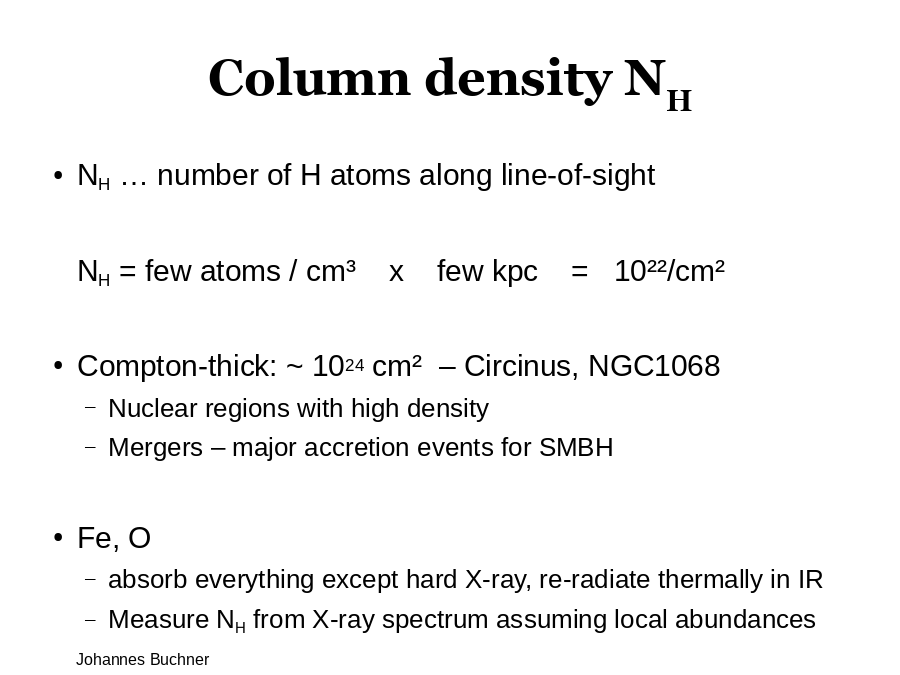 Column density N_H
• N_H … number of H atoms along line-of-sight
N_H = few atoms / cm³ x few kpc = 10²²/cm²
• Compton-thick: ~ 10²⁴ cm² – Circinus, NGC1068
– Nuclear regions with high density
– Mergers – major accretion events for SMBH
• Fe, O
– absorb everything except hard X-ray, re-radiate thermally in IR
– Measure N_H from X-ray spectrum assuming local abundances
Johannes Buchner